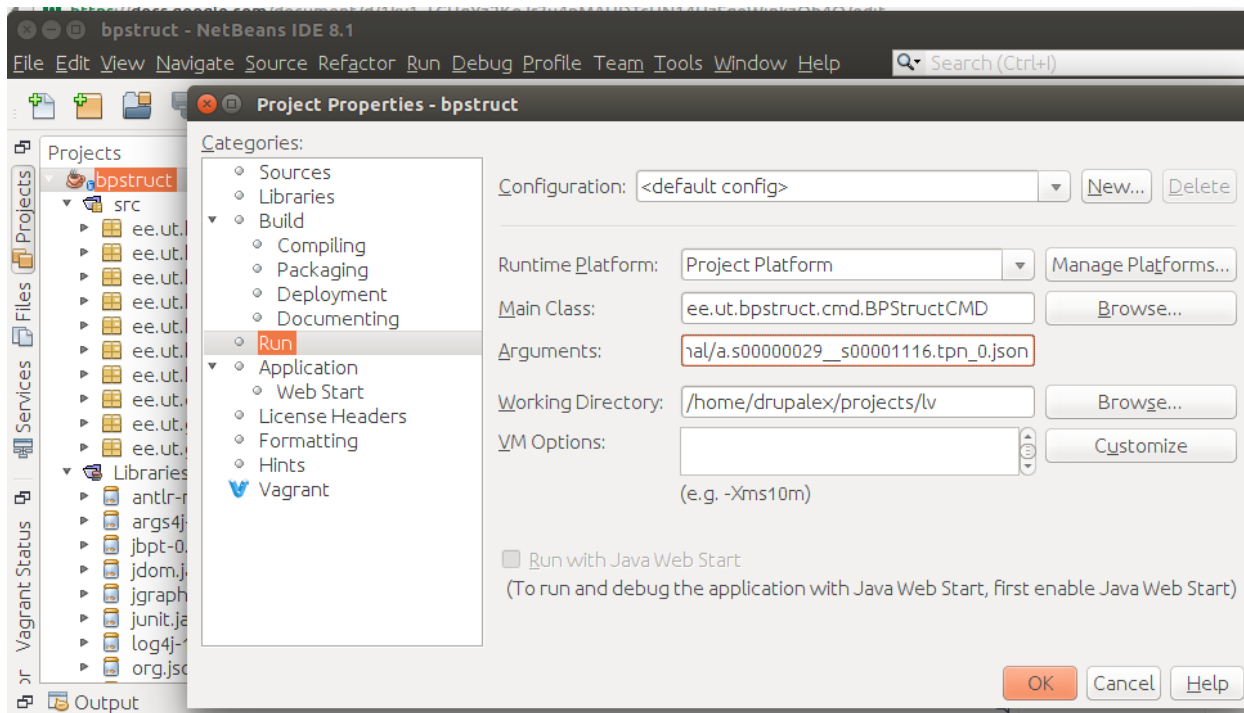 bpstruct - NetBeans IDE 8.1
File Edit View Navigate Source Refactor Run Debug Profile Team Tools Window Help
Search (Ctrl+I)
Project Properties - bpstruct
Projects
bpstruct
src
ee.ut.
ee.ut.
ee.ut.
ee.ut.
ee.ut.
ee.ut.
ee.ut.
ee.ut.
ee.ut.
ee.ut.
Libraries
antlr-
args4j-
jbpt-0.
jdom.j
jgraph
junit.ja
log4j-
org.jso
Output
Projects
Files
Services
Vagrant Status
Categories:
Sources
Libraries
Build
Compiling
Packaging
Deployment
Documenting
Run
Application
Web Start
License Headers
Formatting
Hints
Vagrant
Configuration: <default config> New... Delete
Runtime Platform: Project Platform Manage Platforms...
Main Class: ee.ut.bpstruct.cmd.BPStructCMD Browse...
Arguments: nal/a.s00000029__s00001116.tpn_0.json
Working Directory: /home/drupalex/projects/lv Browse...
VM Options: Customize
(e.g. -Xms10m)
Run with Java Web Start
(To run and debug the application with Java Web Start, first enable Java Web Start)
OK Cancel Help